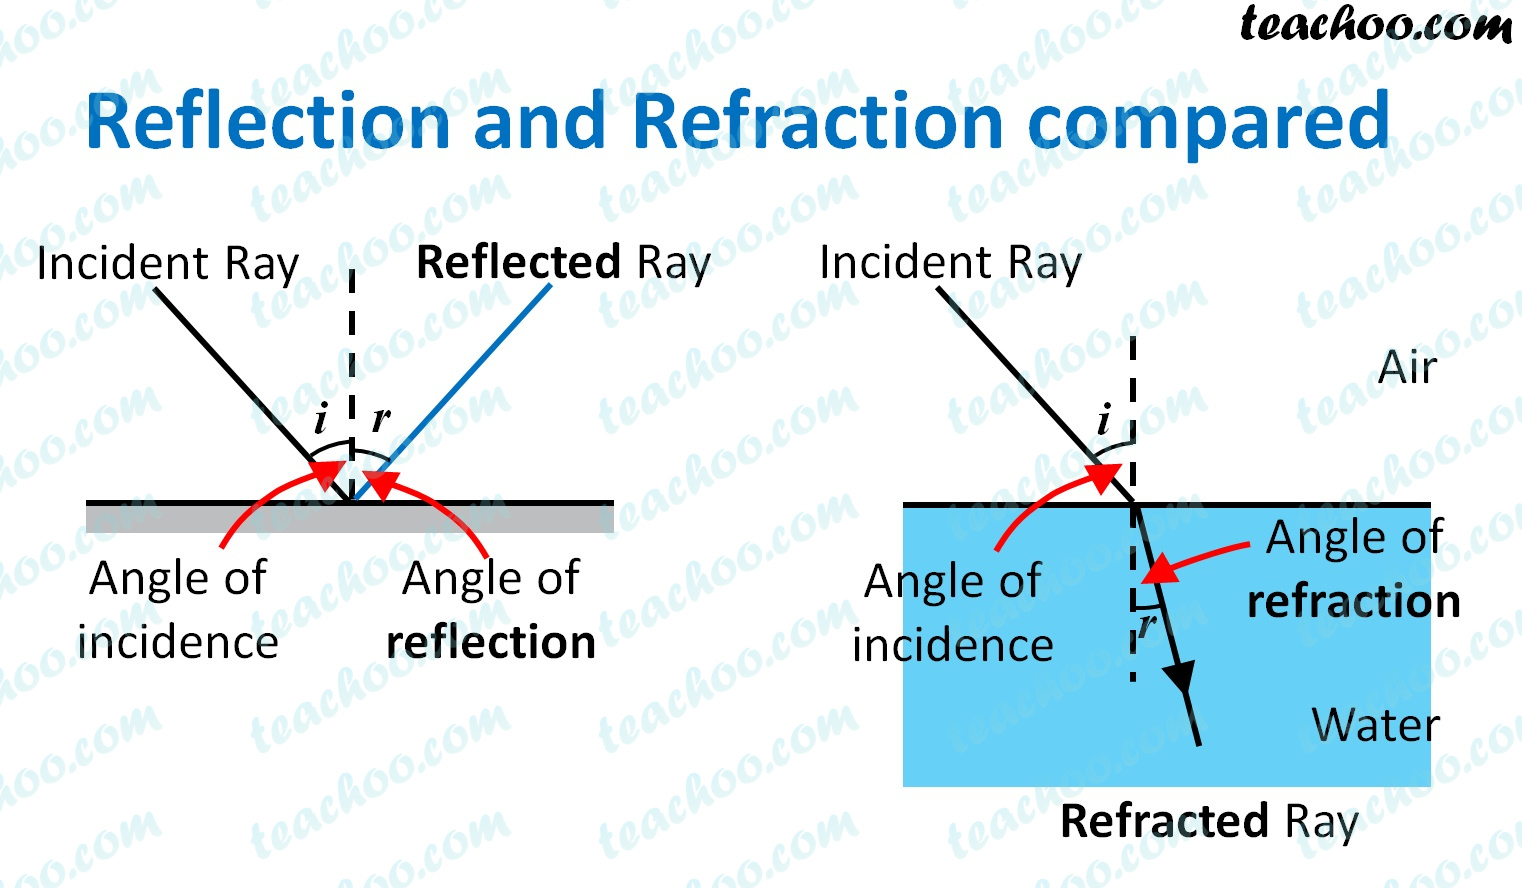 teachoo.com
Reflection and Refraction compared
Incident Ray
Reflected Ray
i
r
Angle of
incidence
Angle of
reflection
Incident Ray
Air
i
Angle of
incidence
Angle of
refraction
r
Water
Refracted Ray